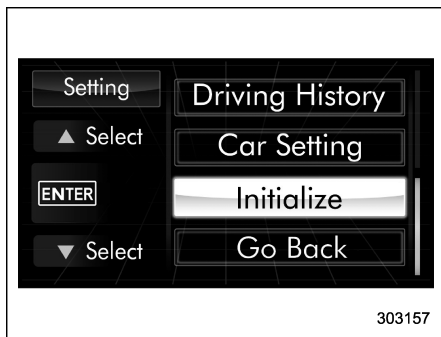 Setting
▲ Select
ENTER
▼ Select
Driving History
Car Setting
Initialize
Go Back
303157